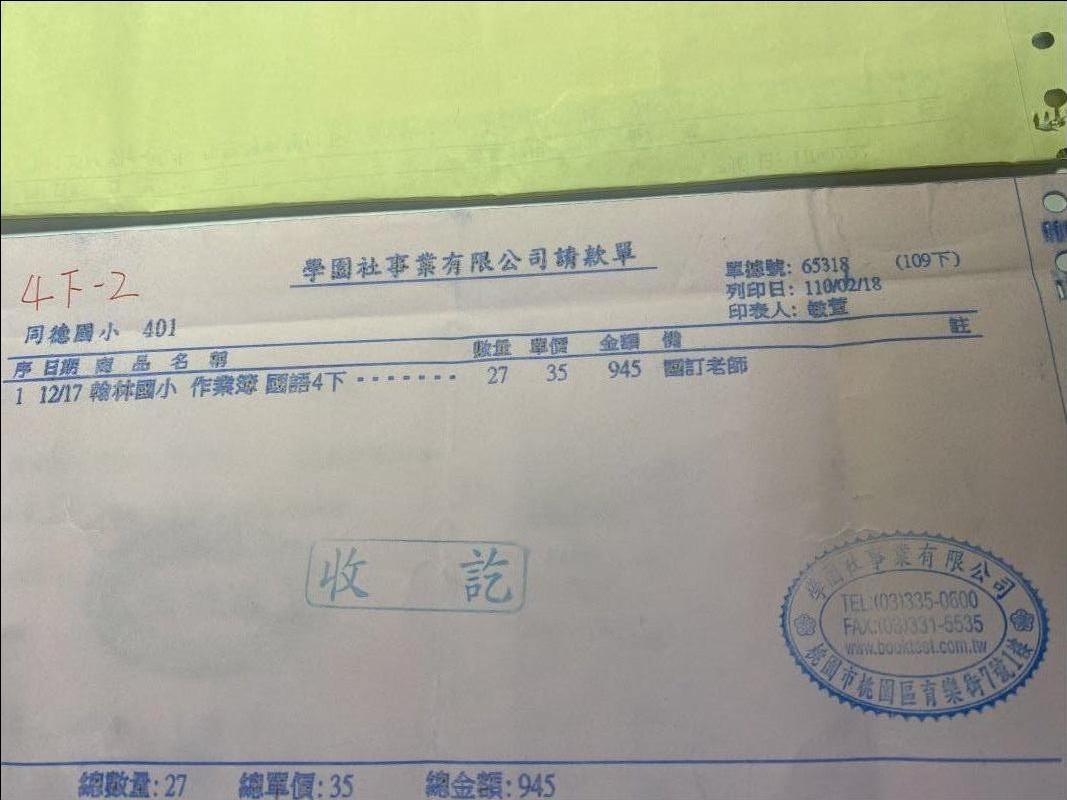 4下-2
學園社事業有限公司請款單
單據號: 65318 (109下)
列印日: 110/02/18
印表人: 敏萱
同德國小 401
序 日期 商 品 名 稱 數量 單價 金額 備 註
1 12/17 翰林國小 作業簿 國語4下 -------- 27 35 945 國訂老師
收 訖
學園社事業有限公司
TEL:(03)335-0600
FAX:(03)331-5535
www.booktest.com.tw
桃園市桃園區育樂街7號1樓
總數量: 27 總單價: 35 總金額: 945